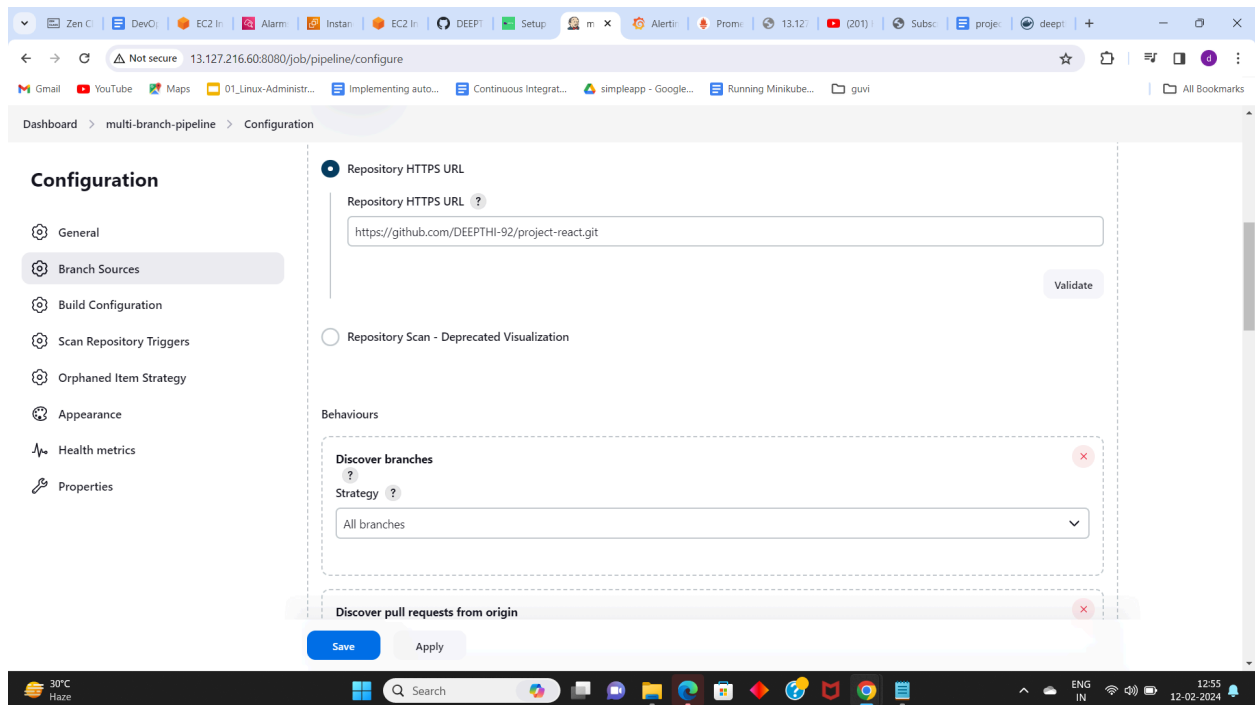 Zen C
DevO
EC2 In
Alarm
Instan
EC2 In
DEEPT
Setup
m
Alertin
Prome
13.127
(201)
Subsc
projec
deept
Not secure 13.127.216.60:8080/job/pipeline/configure
d
Gmail YouTube Maps 01_Linux-Administr... Implementing auto... Continuous Integrat... simpleapp - Google... Running Minikube... guvi All Bookmarks
Dashboard > multi-branch-pipeline > Configuration
Configuration
General
Branch Sources
Build Configuration
Scan Repository Triggers
Orphaned Item Strategy
Appearance
Health metrics
Properties
Repository HTTPS URL
Repository HTTPS URL ?
https://github.com/DEEPTHI-92/project-react.git
Validate
Repository Scan - Deprecated Visualization
Behaviours
Discover branches
?
Strategy ?
All branches
Discover pull requests from origin
Save Apply
30°C
Haze
Search
ENG
IN
12:55
12-02-2024